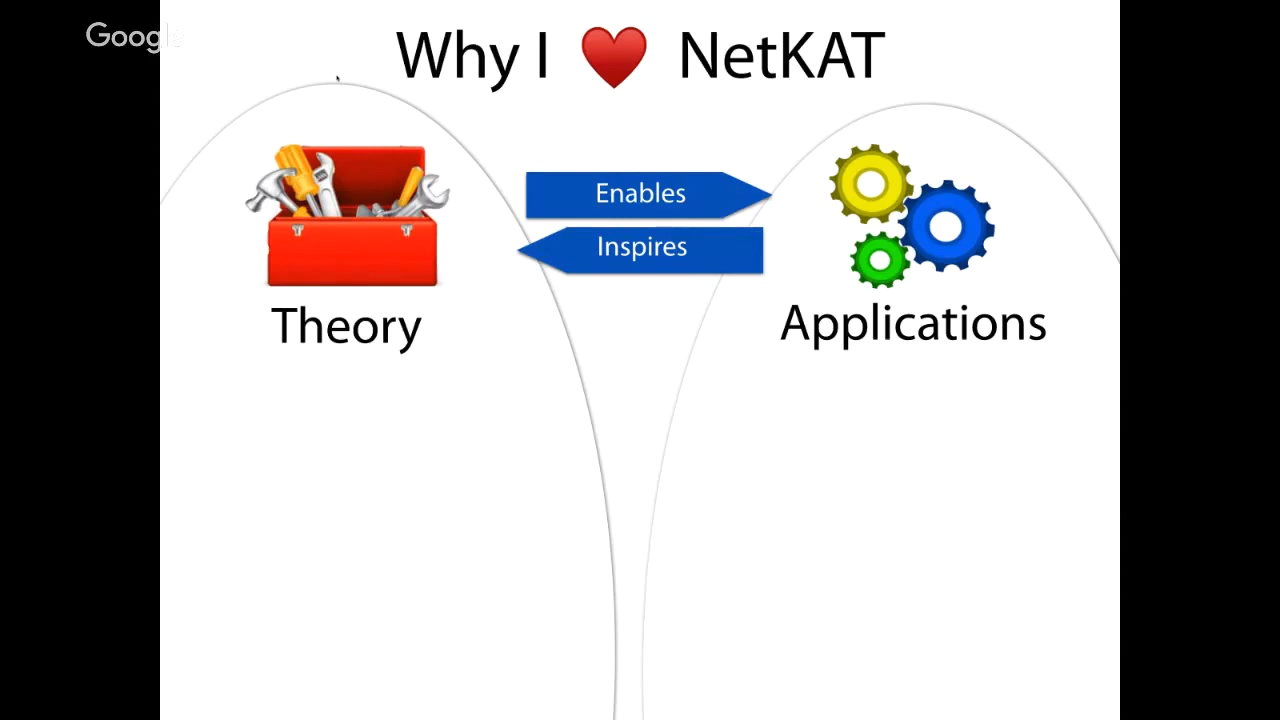 Google
Why I ❤ NetKAT
Enables
Inspires
Theory
Applications